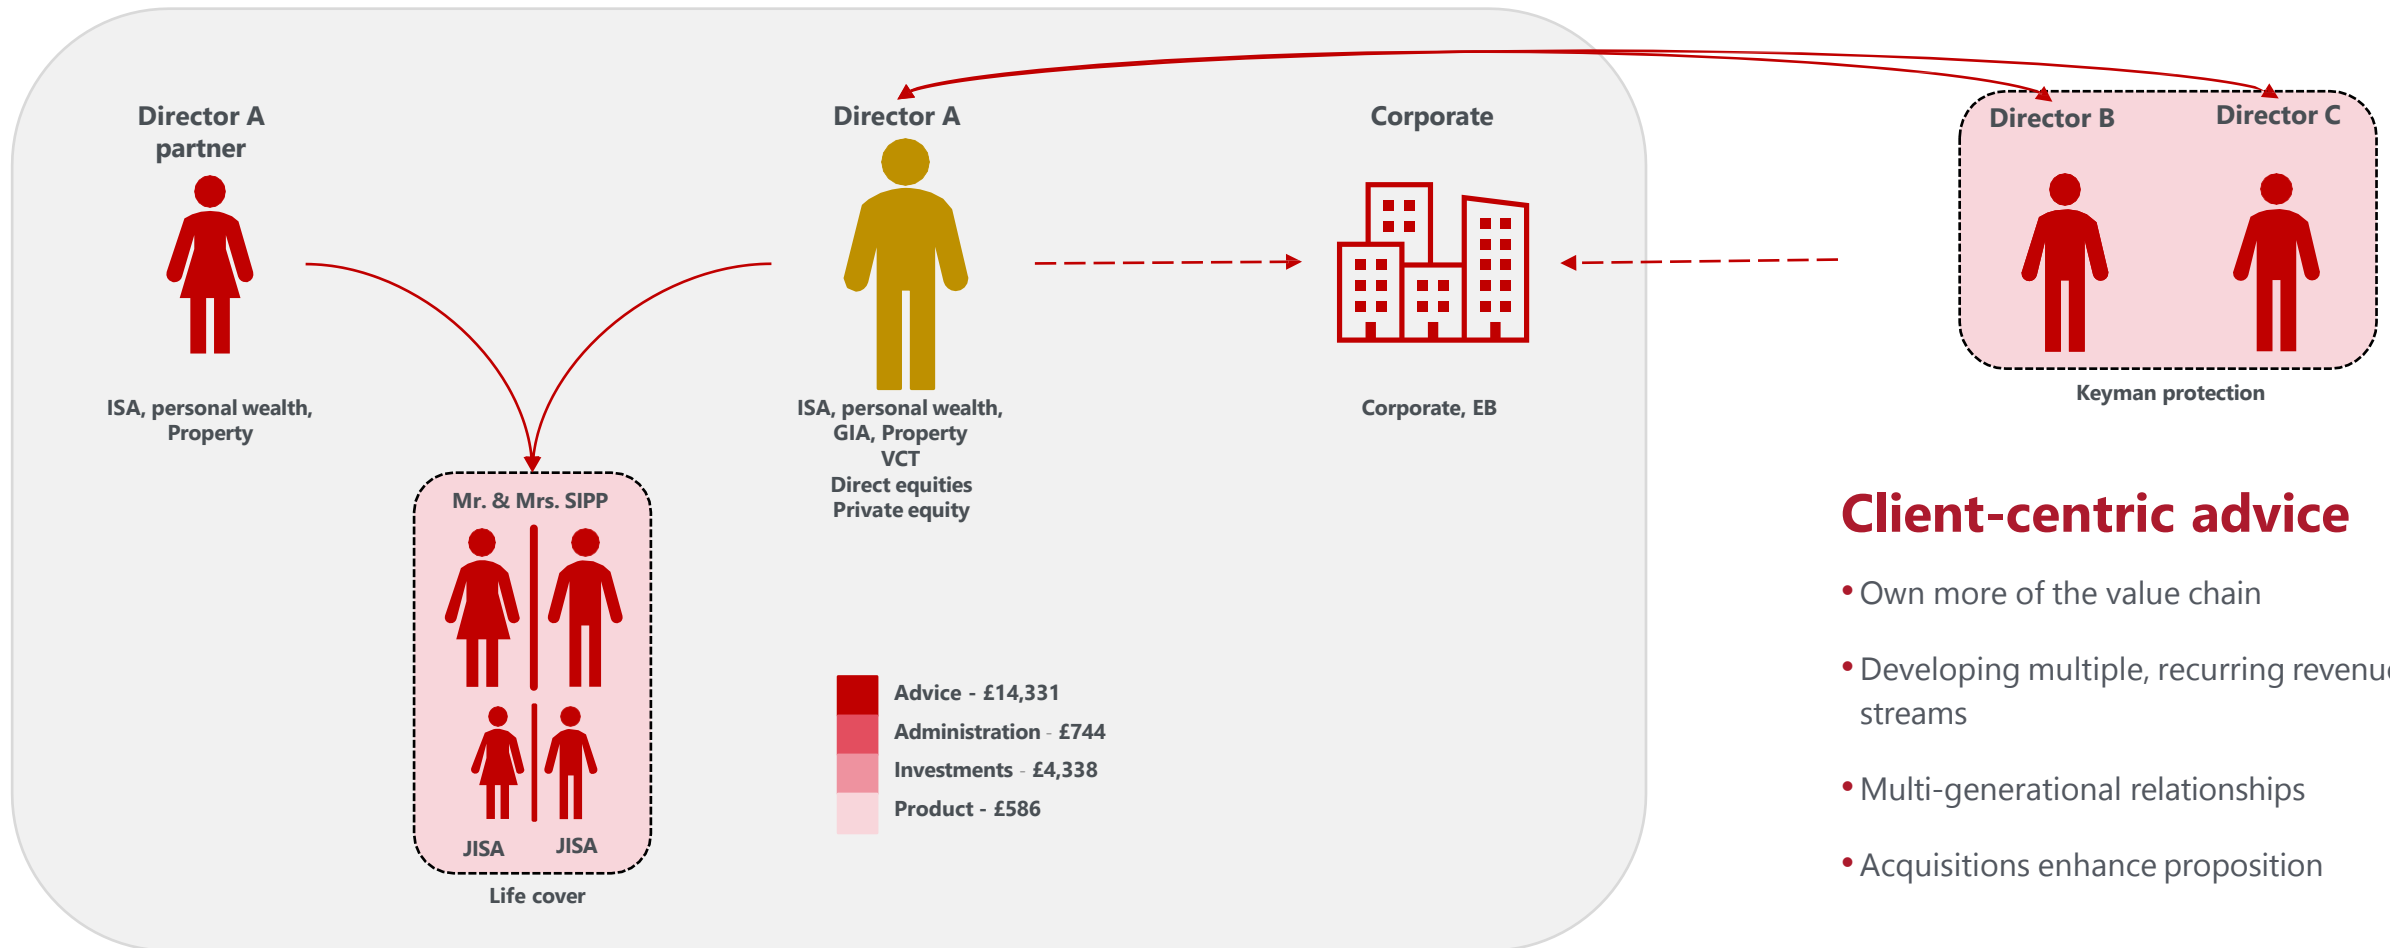 Director A
partner
ISA, personal wealth,
Property
Director A
ISA, personal wealth,
GIA, Property
VCT
Direct equities
Private equity
Corporate
Corporate, EB
Director B
Director C
Keyman protection
Mr. & Mrs. SIPP
JISA
JISA
Life cover
Advice - £14,331
Administration - £744
Investments - £4,338
Product - £586
Client-centric advice
• Own more of the value chain
• Developing multiple, recurring revenue
streams
• Multi-generational relationships
• Acquisitions enhance proposition